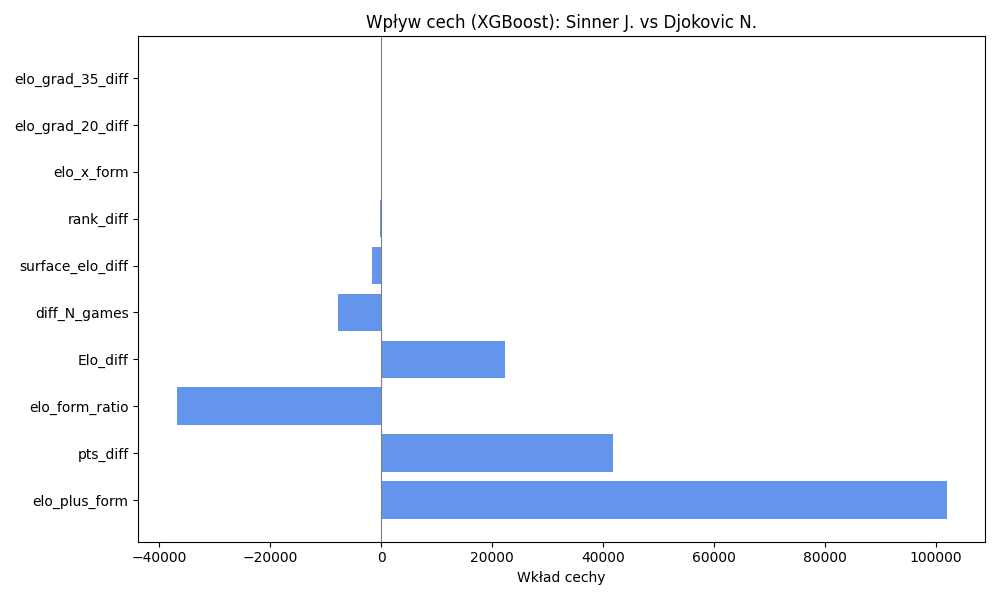 Wpływ cech (XGBoost): Sinner J. vs Djokovic N.
elo_grad_35_diff
elo_grad_20_diff
elo_x_form
rank_diff
surface_elo_diff
diff_N_games
Elo_diff
elo_form_ratio
pts_diff
elo_plus_form
−40000 −20000 0 20000 40000 60000 80000 100000
Wkład cechy